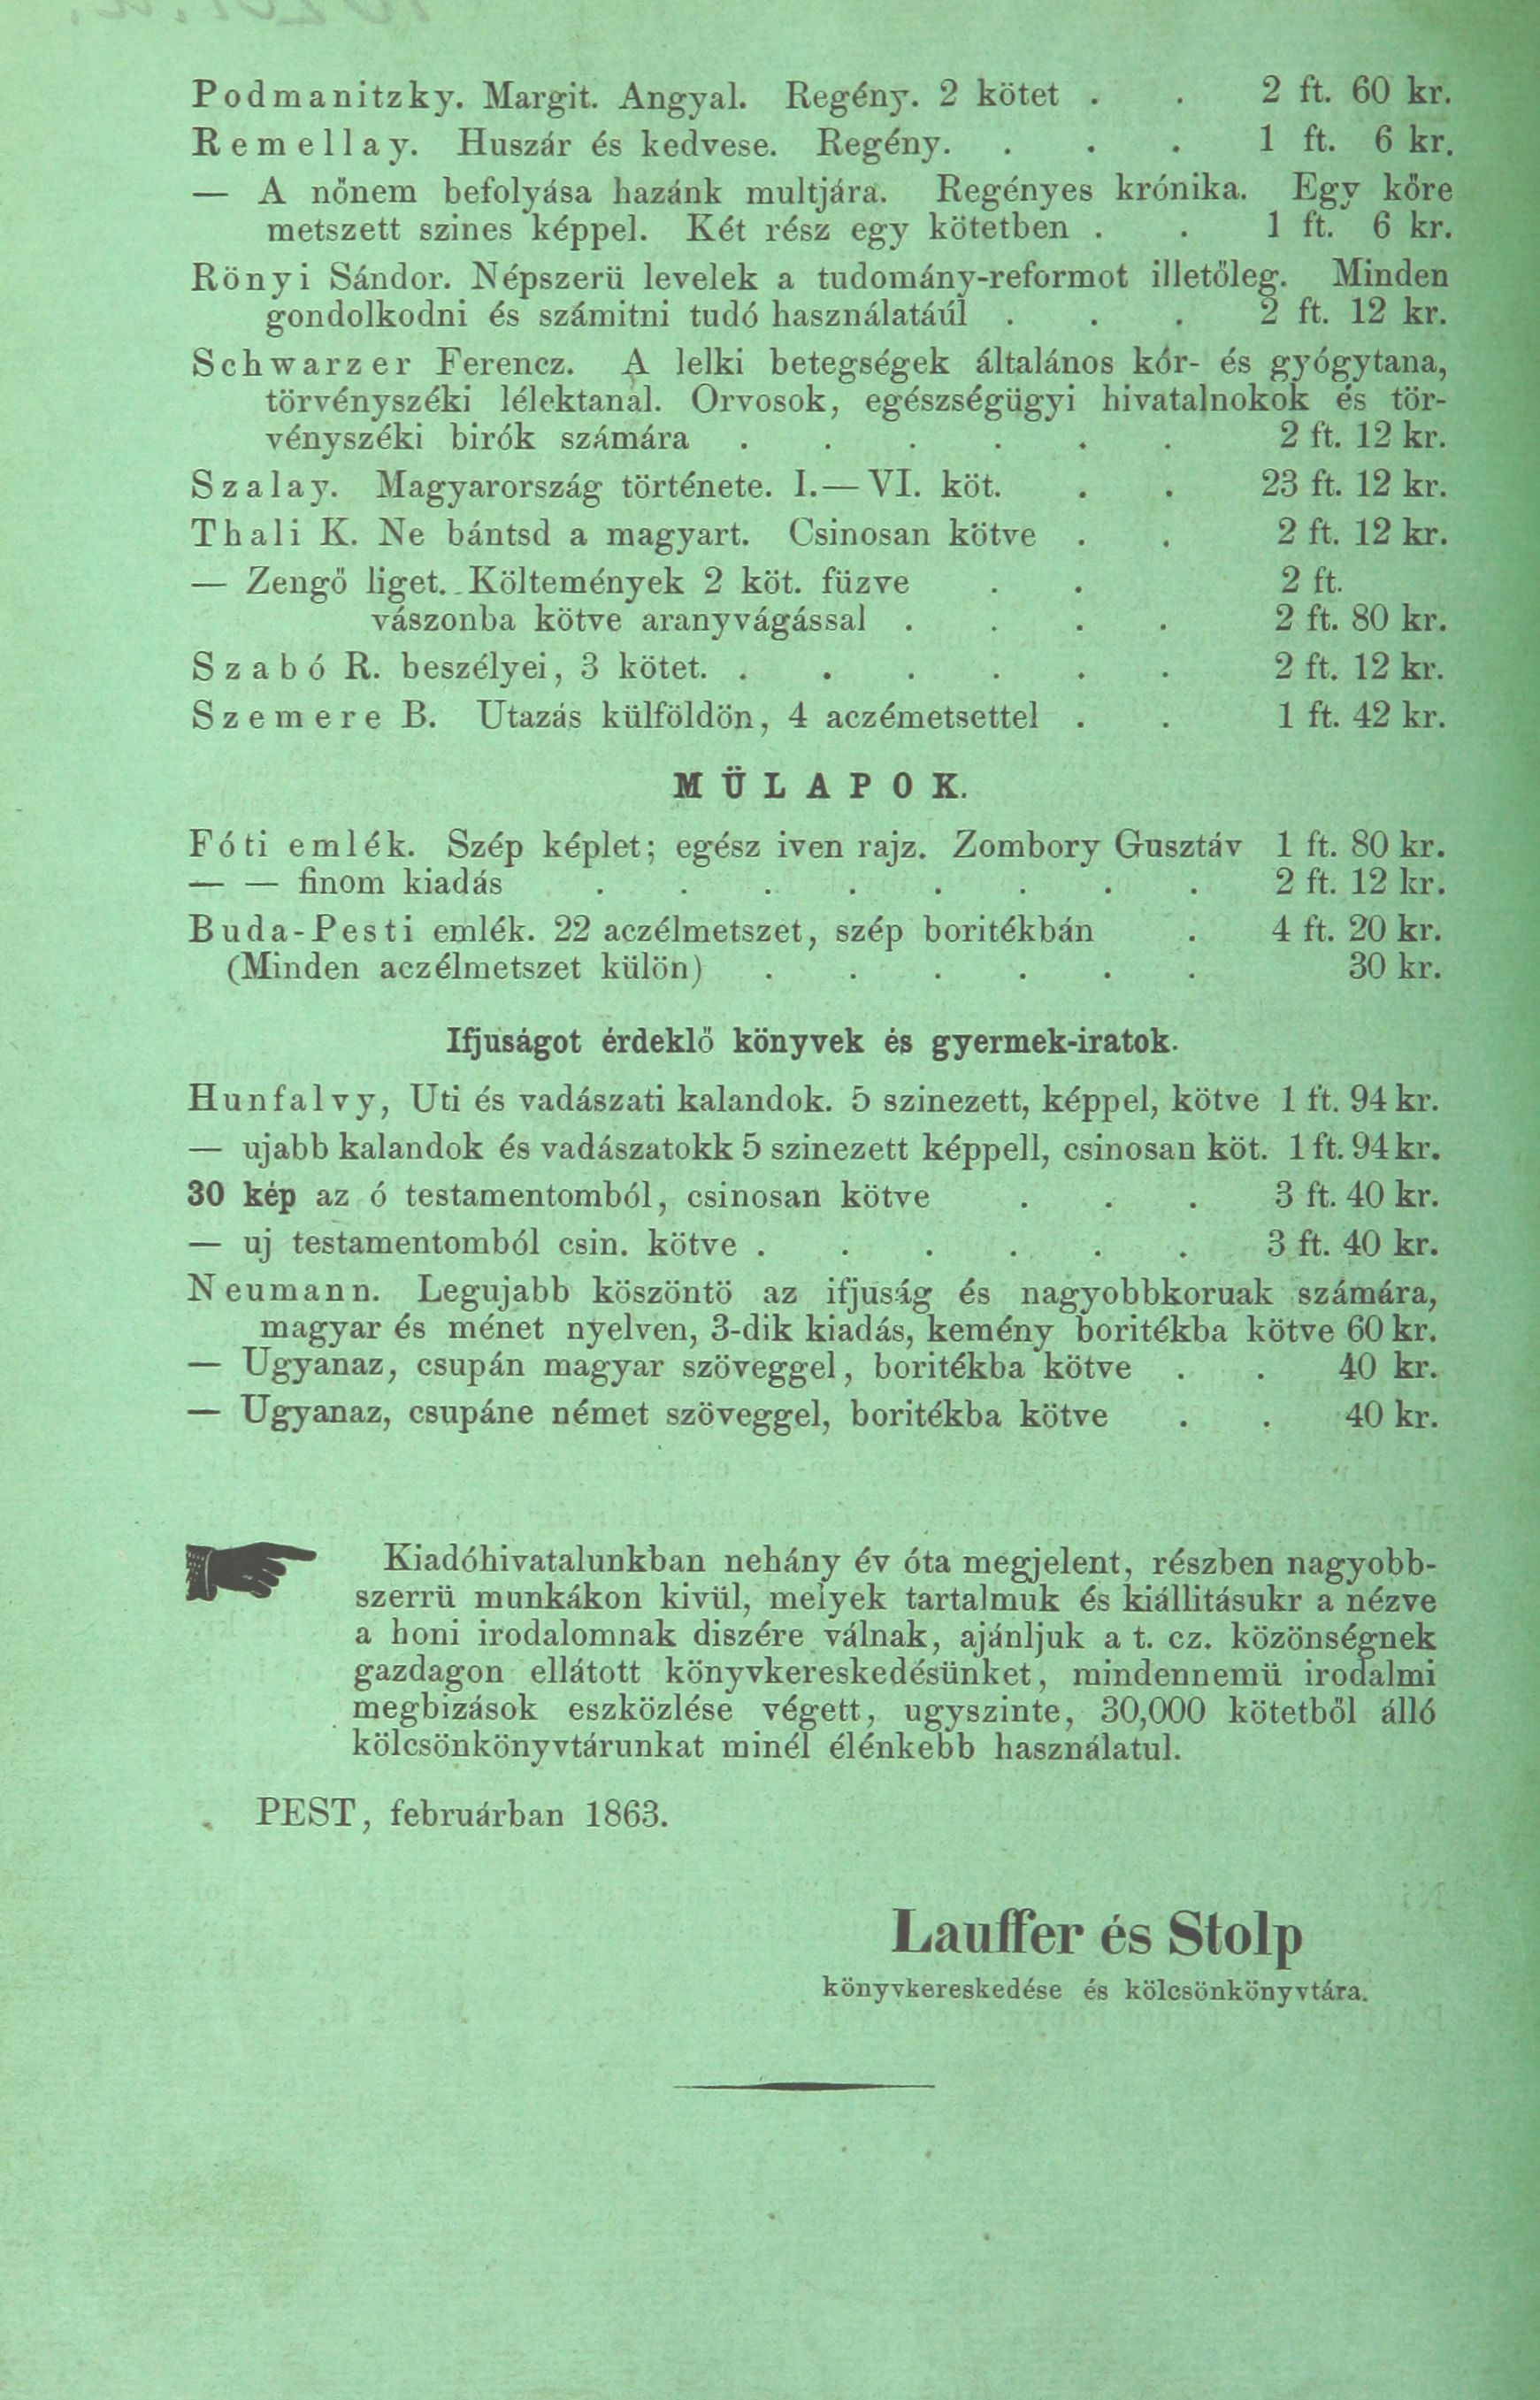 Podmanitzky. Margit. Angyal. Regény. 2 kötet . . 2 ft. 60 kr.
Remellay. Huszár és kedvese. Regény. . . . 1 ft. 6 kr.
— A nőnem befolyása hazánk multjára. Regényes krónika. Egy kőre
metszett szines képpel. Két rész egy kötetben . . 1 ft. 6 kr.
Rönyi Sándor. Népszerü levelek a tudomány-reformot illetőleg. Minden
gondolkodni és számitni tudó használatáúl . . . 2 ft. 12 kr.
Schwarzer Ferencz. A lelki betegségek általános kór- és gyógytana,
törvényszéki lélektanál. Orvosok, egészségügyi hivatalnokok és tör-
vényszéki birók számára . . . . . . 2 ft. 12 kr.
Szalay. Magyarország története. I.—VI. köt. . . 23 ft. 12 kr.
Thali K. Ne bántsd a magyart. Csinosan kötve . . 2 ft. 12 kr.
— Zengő liget. Költemények 2 köt. füzve . . 2 ft.
vászonba kötve aranyvágással . . . . 2 ft. 80 kr.
Szabó R. beszélyei, 3 kötet. . . . . . . 2 ft. 12 kr.
Szemere B. Utazás külföldön, 4 aczémetsettel . . 1 ft. 42 kr.
MÜLAPOK.
Fóti emlék. Szép képlet; egész iven rajz. Zombory Gusztáv 1 ft. 80 kr.
— — finom kiadás . . . . . . . . 2 ft. 12 kr.
Buda-Pesti emlék. 22 aczélmetszet, szép boritékbán . 4 ft. 20 kr.
(Minden aczélmetszet külön) . . . . . . 30 kr.
Ifjuságot érdeklő könyvek és gyermek-iratok.
Hunfalvy, Uti és vadászati kalandok. 5 szinezett, képpel, kötve 1 ft. 94 kr.
— ujabb kalandok és vadászatokk 5 szinezett képpell, csinosan köt. 1 ft. 94 kr.
30 kép az ó testamentomból, csinosan kötve . . . 3 ft. 40 kr.
— uj testamentomból csin. kötve . . . . . . 3 ft. 40 kr.
Neumann. Legujabb köszöntö az ifjuság és nagyobbkoruak számára,
magyar és ménet nyelven, 3-dik kiadás, kemény boritékba kötve 60 kr.
— Ugyanaz, csupán magyar szöveggel, boritékba kötve . . 40 kr.
— Ugyanaz, csupáne német szöveggel, boritékba kötve . . 40 kr.
Kiadóhivatalunkban nehány év óta megjelent, részben nagyobb-
szerrü munkákon kivül, melyek tartalmuk és kiállitásukr a nézve
a honi irodalomnak diszére válnak, ajánljuk a t. cz. közönségnek
gazdagon ellátott könyvkereskedésünket, mindennemü irodalmi
megbizások eszközlése végett, ugyszinte, 30,000 kötetből álló
kölcsönkönyvtárunkat minél élénkebb használatul.
PEST, februárban 1863.
Lauffer és Stolp
könyvkereskedése és kölcsönkönyvtára.